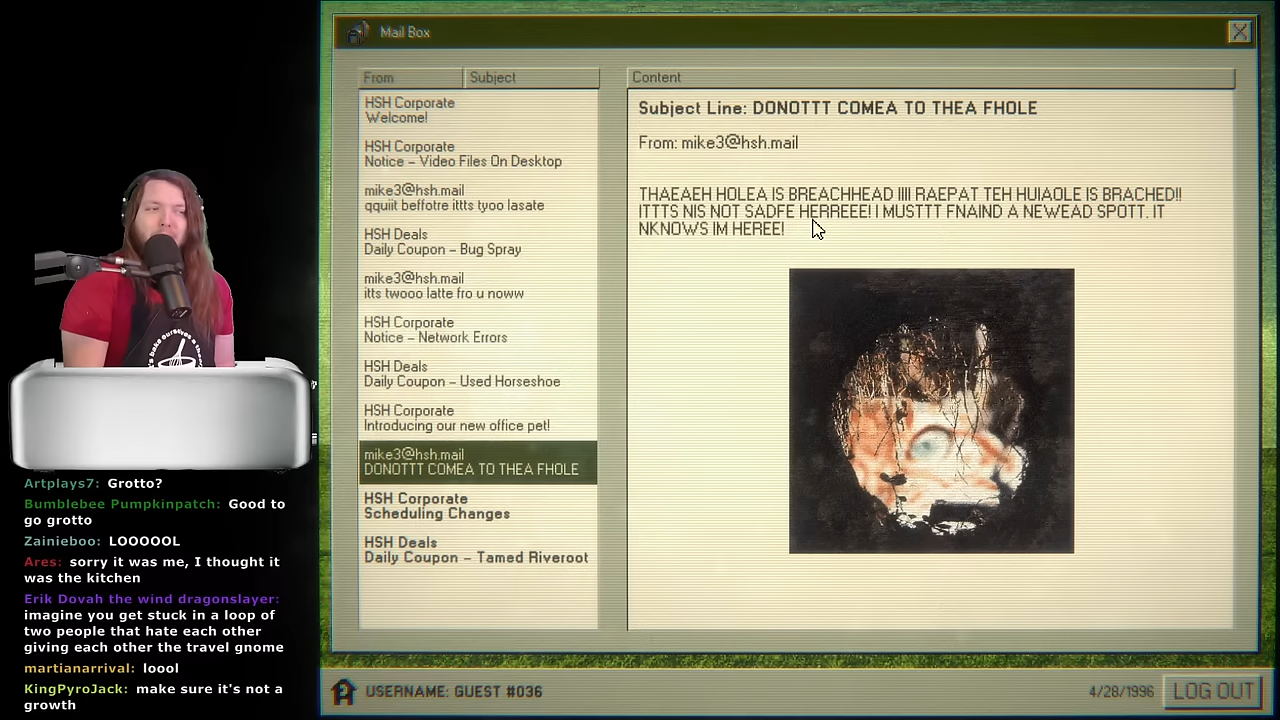 Mail Box
From
Subject
Content
HSH Corporate
Welcome!
HSH Corporate
Notice - Video Files On Desktop
mike3@hsh.mail
qquiit beffotre ittts tyoo lasate
HSH Deals
Daily Coupon - Bug Spray
mike3@hsh.mail
itts twooo latte fro u noww
HSH Corporate
Notice - Network Errors
HSH Deals
Daily Coupon - Used Horseshoe
HSH Corporate
Introducing our new office pet!
mike3@hsh.mail
DONOTTT COMEA TO THEA FHOLE
HSH Corporate
Scheduling Changes
HSH Deals
Daily Coupon - Tamed Riveroot
Subject Line: DONOTTT COMEA TO THEA FHOLE
From: mike3@hsh.mail
THAEAEH HOLEA IS BREACHHEAD IIII RAEPAT TEH HUIAOLE IS BRACHED!!
ITTTS NIS NOT SADFE HERREEE! I MUSTTT FNAIND A NEWEAD SPOTT. IT
NKNOWS IM HEREE!
Artplays7: Grotto?
Bumblebee Pumpkinpatch: Good to
go grotto
Zainieboo: LOOOOOL
Ares: sorry it was me, I thought it
was the kitchen
Erik Dovah the wind dragonslayer:
imagine you get stuck in a loop of
two people that hate each other
giving each other the travel gnome
martianarrival: loool
KingPyroJack: make sure it's not a
growth
USERNAME: GUEST #036
4/28/1996
LOG OUT